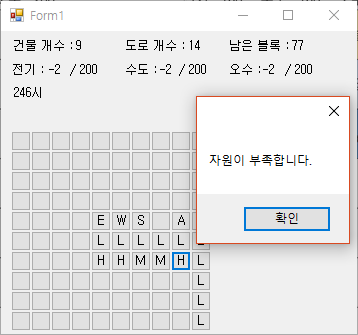 Form1
건물 개수 : 9 도로 개수 : 14 남은 블록 : 77
전기 : -2 / 200 수도 : -2 / 200 오수 : -2 / 200
246시
자원이 부족합니다.
확인
E W S A
L L L L L L
H H M M H L
L
L
L